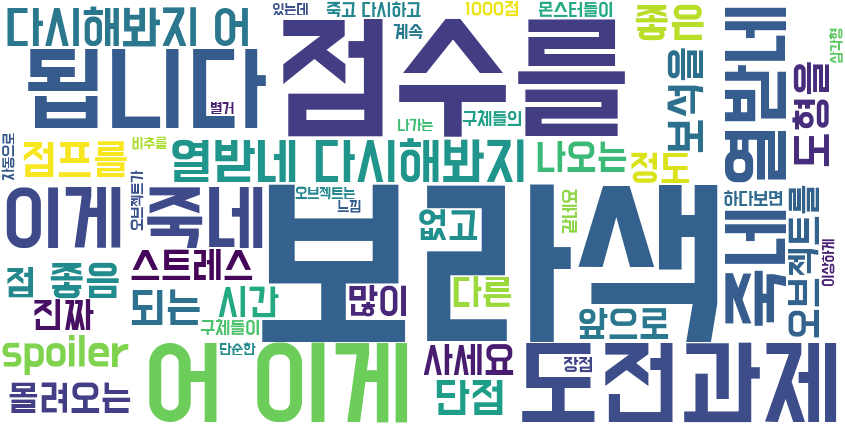 다시해봐지 어
있는데
죽고 다시하고
1000점
몬스터들이
좋은
삼각형
계속
점수를
됩니다
별거
나가는
구체들의
보석을
열받네
도형을
자동으로
점프를
비추를
열받네 다시해봐지
나오는
정도
이게
죽네
오브젝트가
오브젝트는
느낌
보라색
없고
같네요
하다보면
죽네
오브젝트를
이상하게
점 좋음
스트레스
진짜
되는
시간
많이
다른
구체들이
앞으로
spoiler
단순한
사세요
장점
몰려오는
어 이게
단점
도전과제